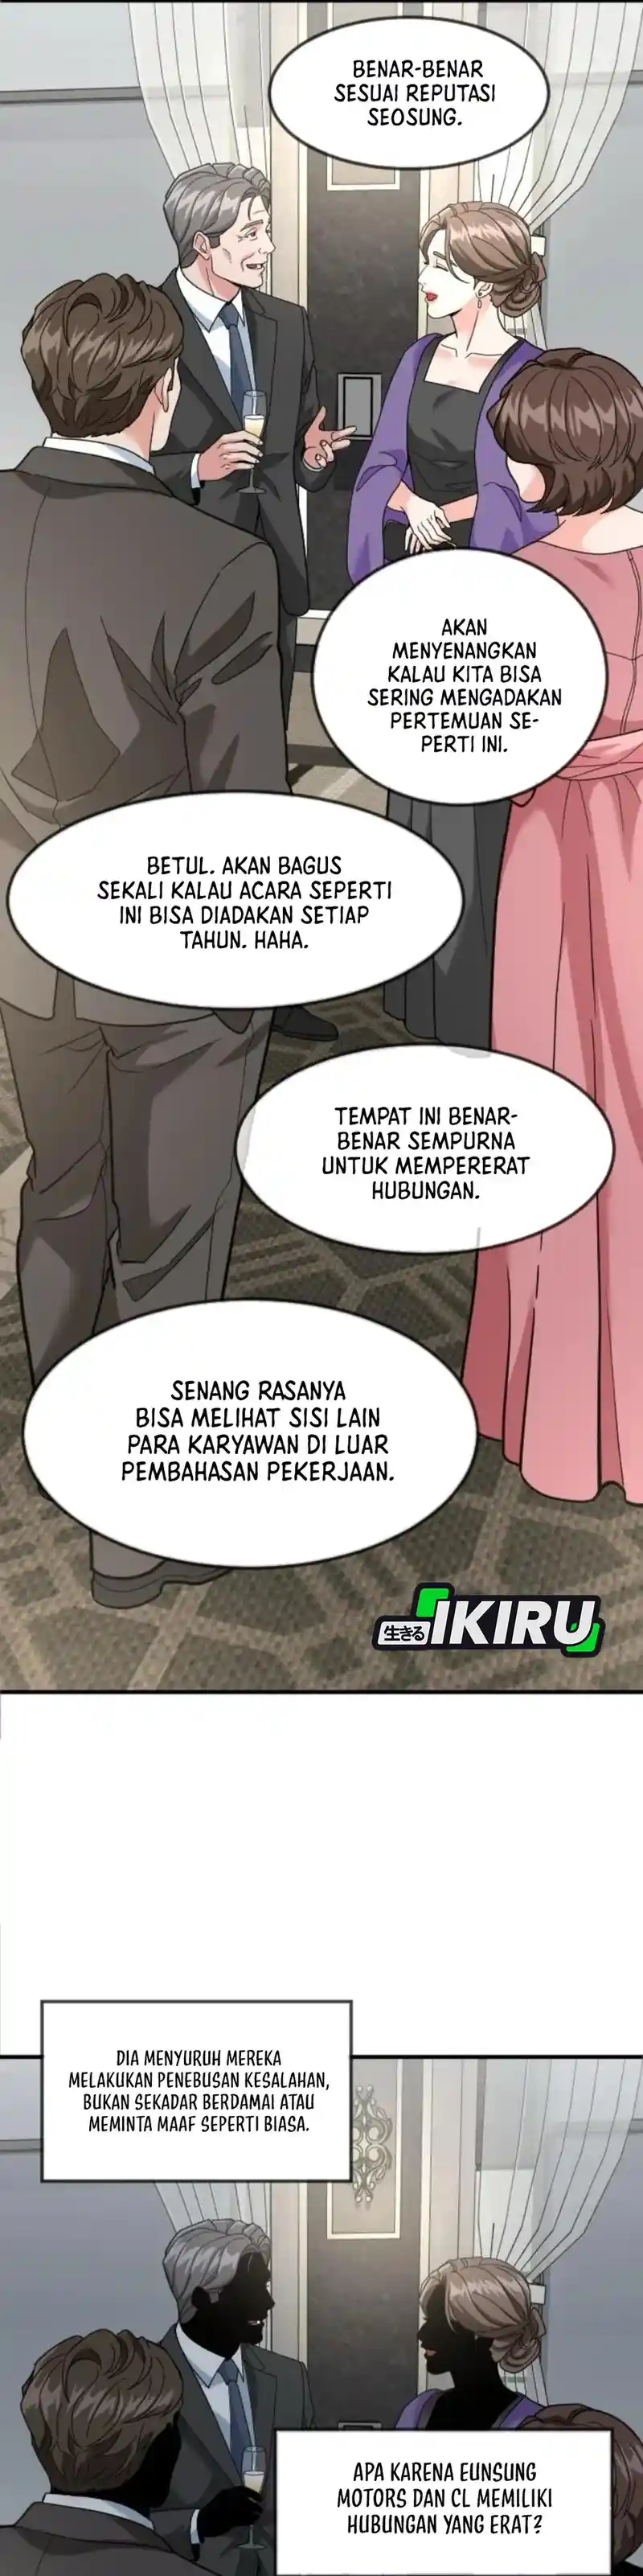 BENAR-BENAR
SESUAI REPUTASI
SEOSUNG.
AKAN
MENYENANGKAN
KALAU KITA BISA
SERING MENGADAKAN
PERTEMUAN SE-
PERTI INI.
BETUL. AKAN BAGUS
SEKALI KALAU ACARA SEPERTI
INI BISA DIADAKAN SETIAP
TAHUN. HAHA.
TEMPAT INI BENAR-
BENAR SEMPURNA
UNTUK MEMPERERAT
HUBUNGAN.
SENANG RASANYA
BISA MELIHAT SISI LAIN
PARA KARYAWAN DI LUAR
PEMBAHASAN PEKERJAAN.
生きる IKIRU
DIA MENYURUH MEREKA
MELAKUKAN PENEBUSAN KESALAHAN,
BUKAN SEKADAR BERDAMAI ATAU
MEMINTA MAAF SEPERTI BIASA.
APA KARENA EUNSUNG
MOTORS DAN CL MEMILIKI
HUBUNGAN YANG ERAT?